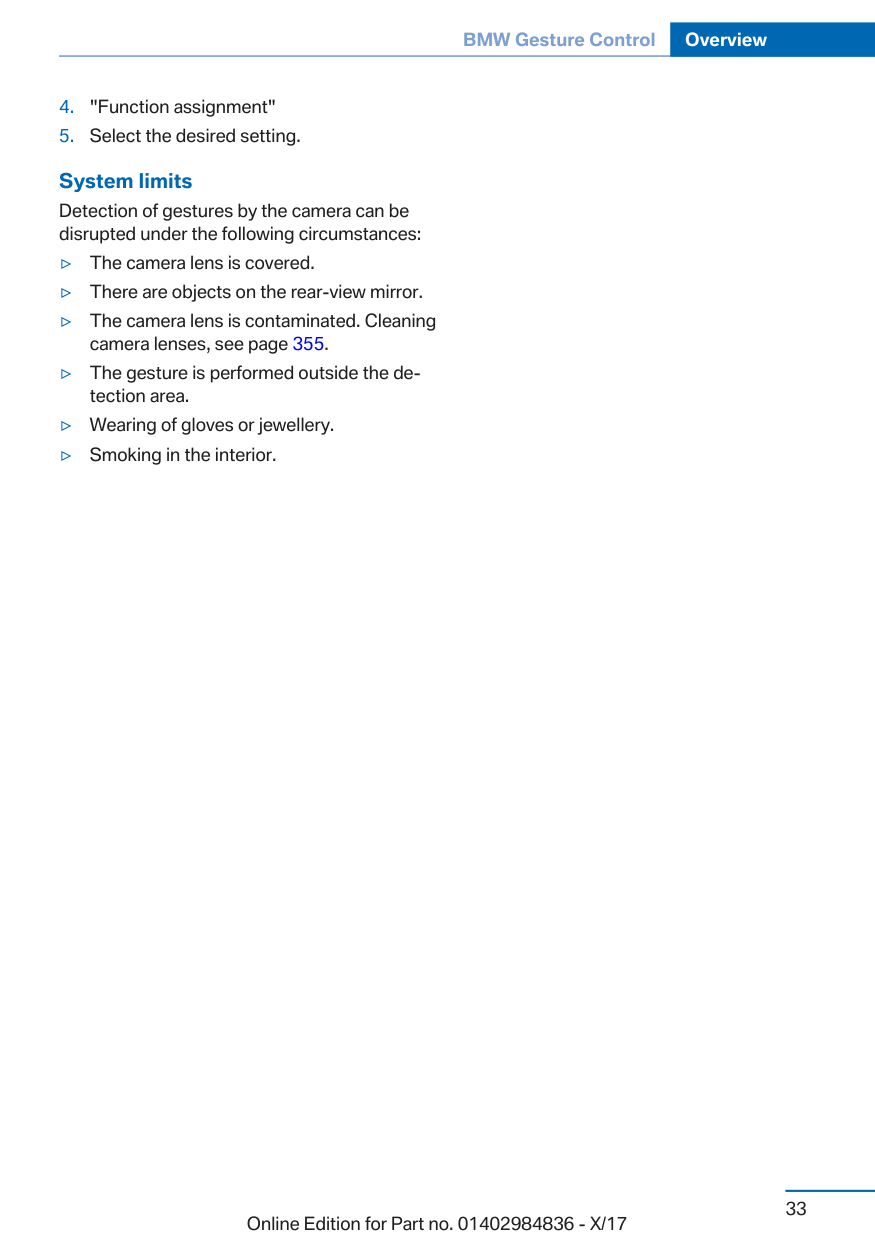 BMW Gesture Control Overview
4. "Function assignment"
5. Select the desired setting.
System limits
Detection of gestures by the camera can be
disrupted under the following circumstances:
▷ The camera lens is covered.
▷ There are objects on the rear-view mirror.
▷ The camera lens is contaminated. Cleaning
camera lenses, see page 355.
▷ The gesture is performed outside the de-
tection area.
▷ Wearing of gloves or jewellery.
▷ Smoking in the interior.
33
Online Edition for Part no. 01402984836 - X/17